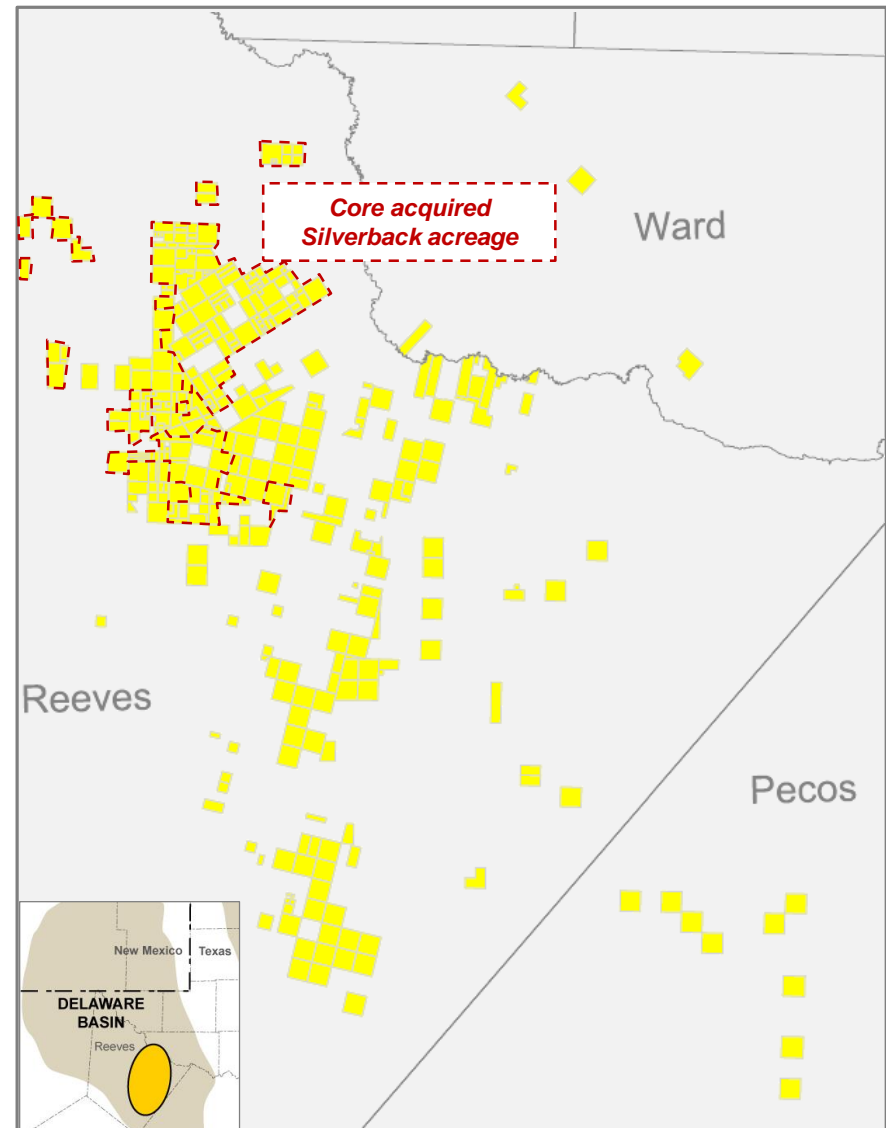 Core acquired
Silverback acreage
Ward
Reeves
Pecos
New Mexico
Texas
DELAWARE
BASIN
Reeves